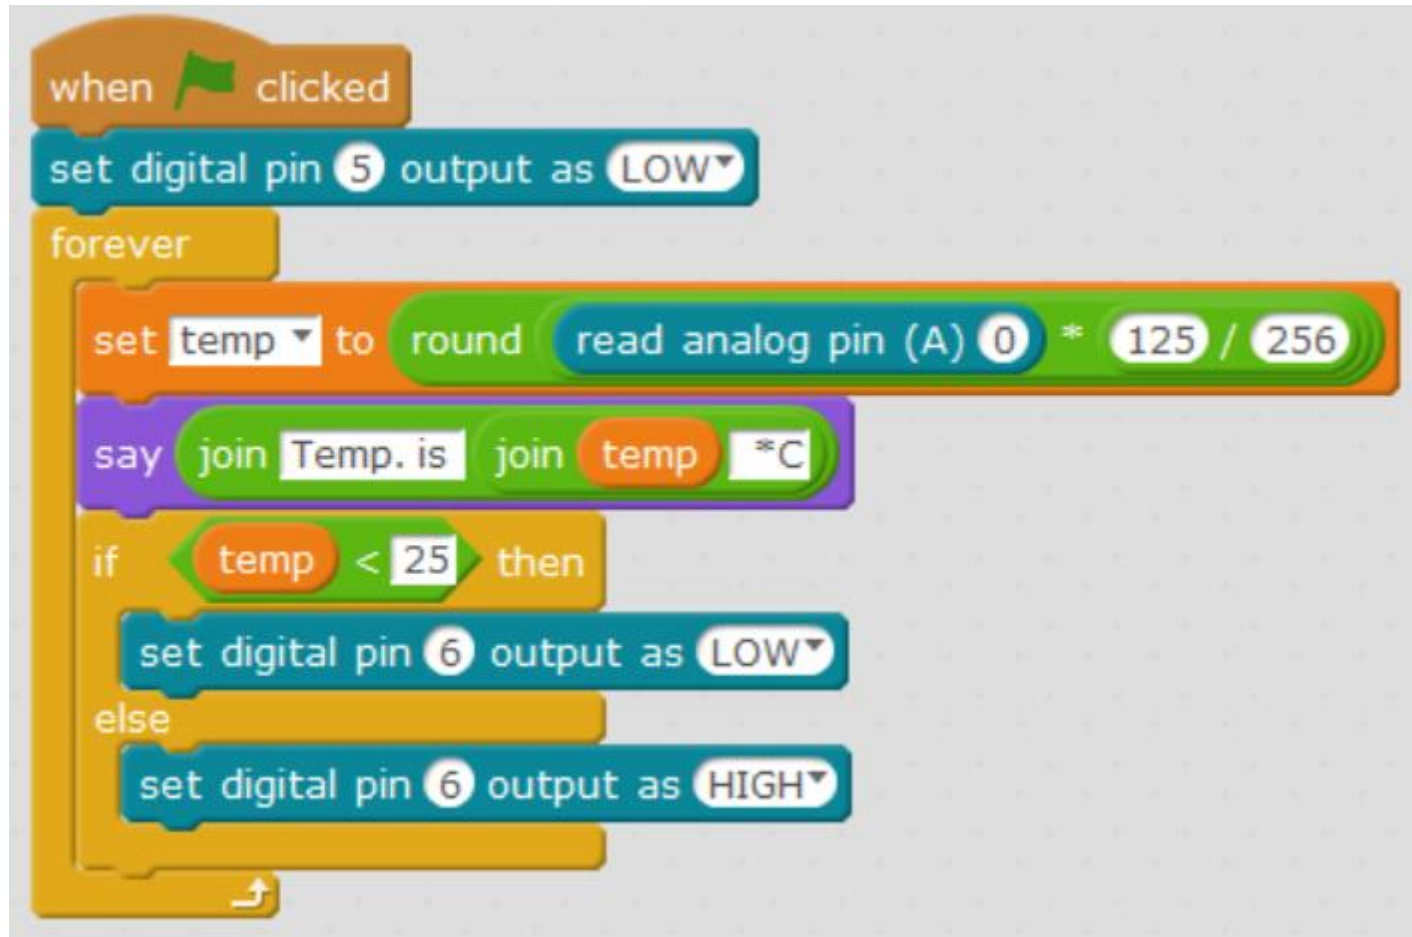 when clicked
set digital pin 5 output as LOW
forever
set temp to round read analog pin (A) 0 * 125 / 256
say join Temp. is join temp *C
if temp < 25 then
set digital pin 6 output as LOW
else
set digital pin 6 output as HIGH